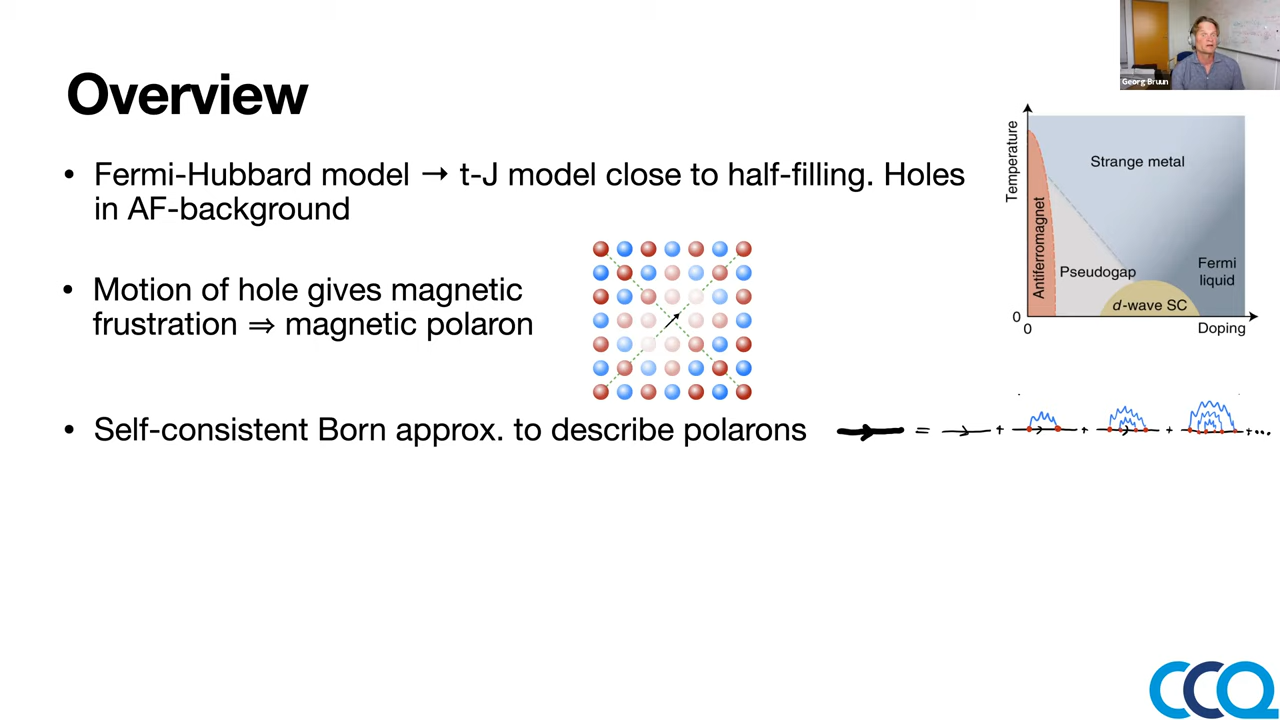 Georg Bruun
Overview
• Fermi-Hubbard model → t-J model close to half-filling. Holes
in AF-background
• Motion of hole gives magnetic
frustration ⇒ magnetic polaron
• Self-consistent Born approx. to describe polarons
= + + + +...
Temperature
Strange metal
Antiferromagnet
Pseudogap
Fermi
liquid
d-wave SC
0
0
Doping
CCQ